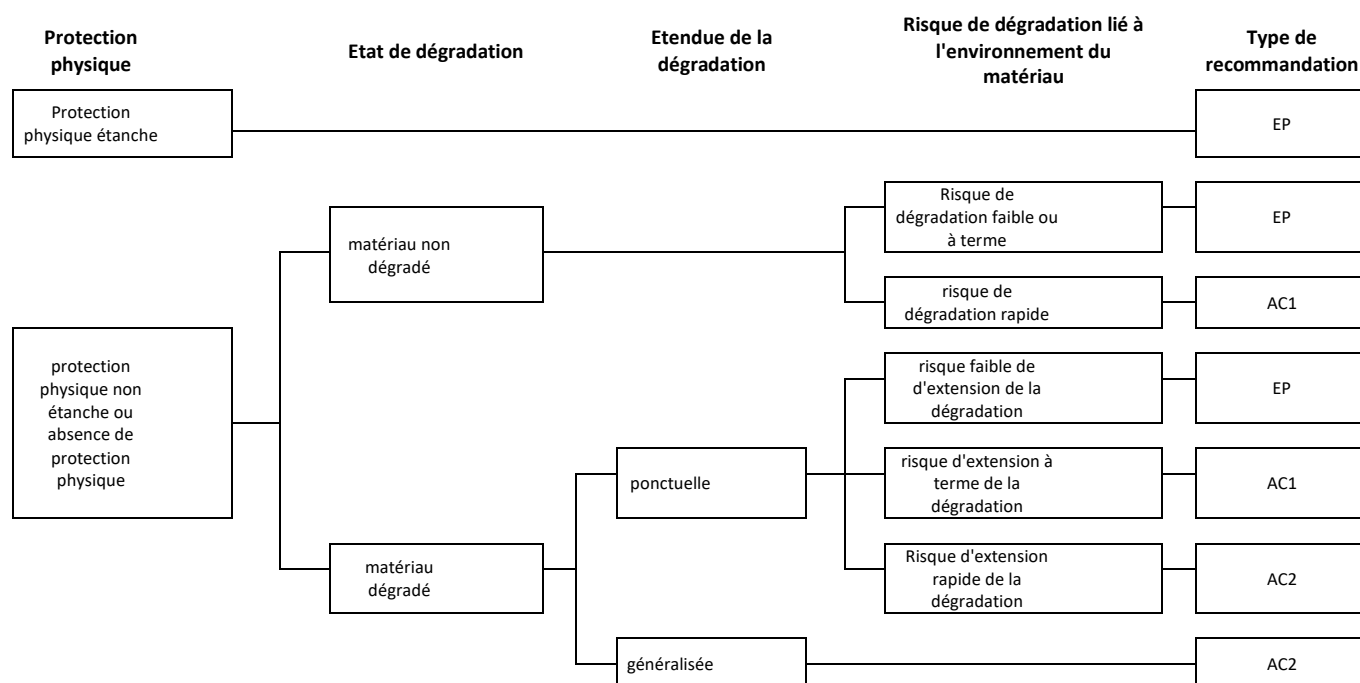 Protection
physique
Etat de dégradation
Etendue de la
dégradation
Risque de dégradation lié à
l'environnement du
matériau
Type de
recommandation
Protection
physique étanche
EP
Risque de
dégradation faible ou
à terme
EP
matériau non
dégradé
risque de
dégradation rapide
AC1
protection
physique non
étanche ou
absence de
protection
physique
risque faible de
d'extension de la
dégradation
EP
ponctuelle
risque d'extension à
terme de la
dégradation
AC1
matériau
dégradé
Risque d'extension
rapide de la
dégradation
AC2
généralisée
AC2